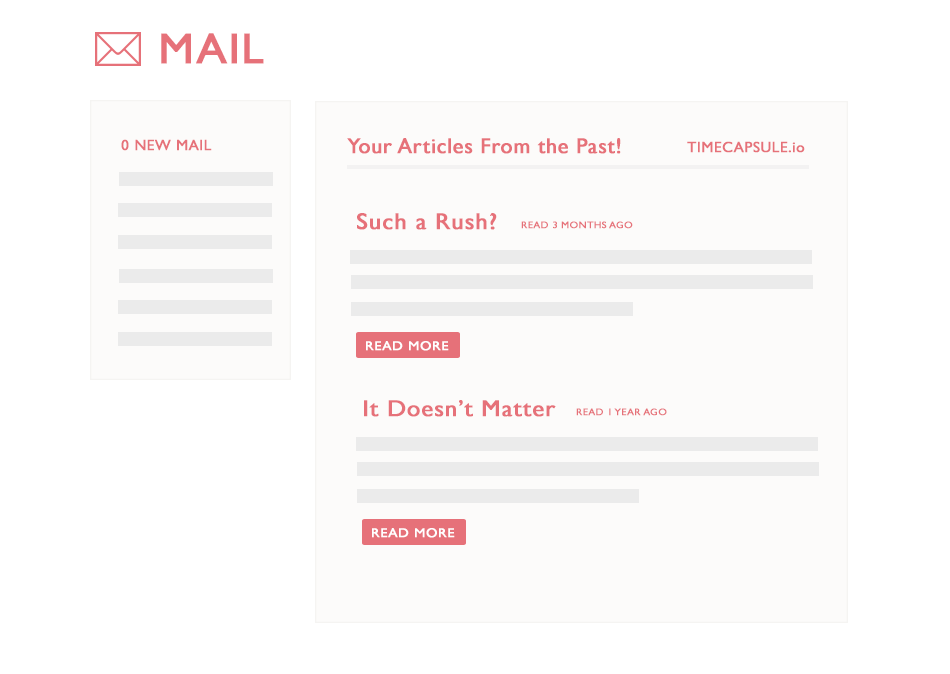 MAIL
0 NEW MAIL
Your Articles From the Past!
TIMECAPSULE.io
Such a Rush?
READ 3 MONTHS AGO
READ MORE
It Doesn’t Matter
READ 1 YEAR AGO
READ MORE